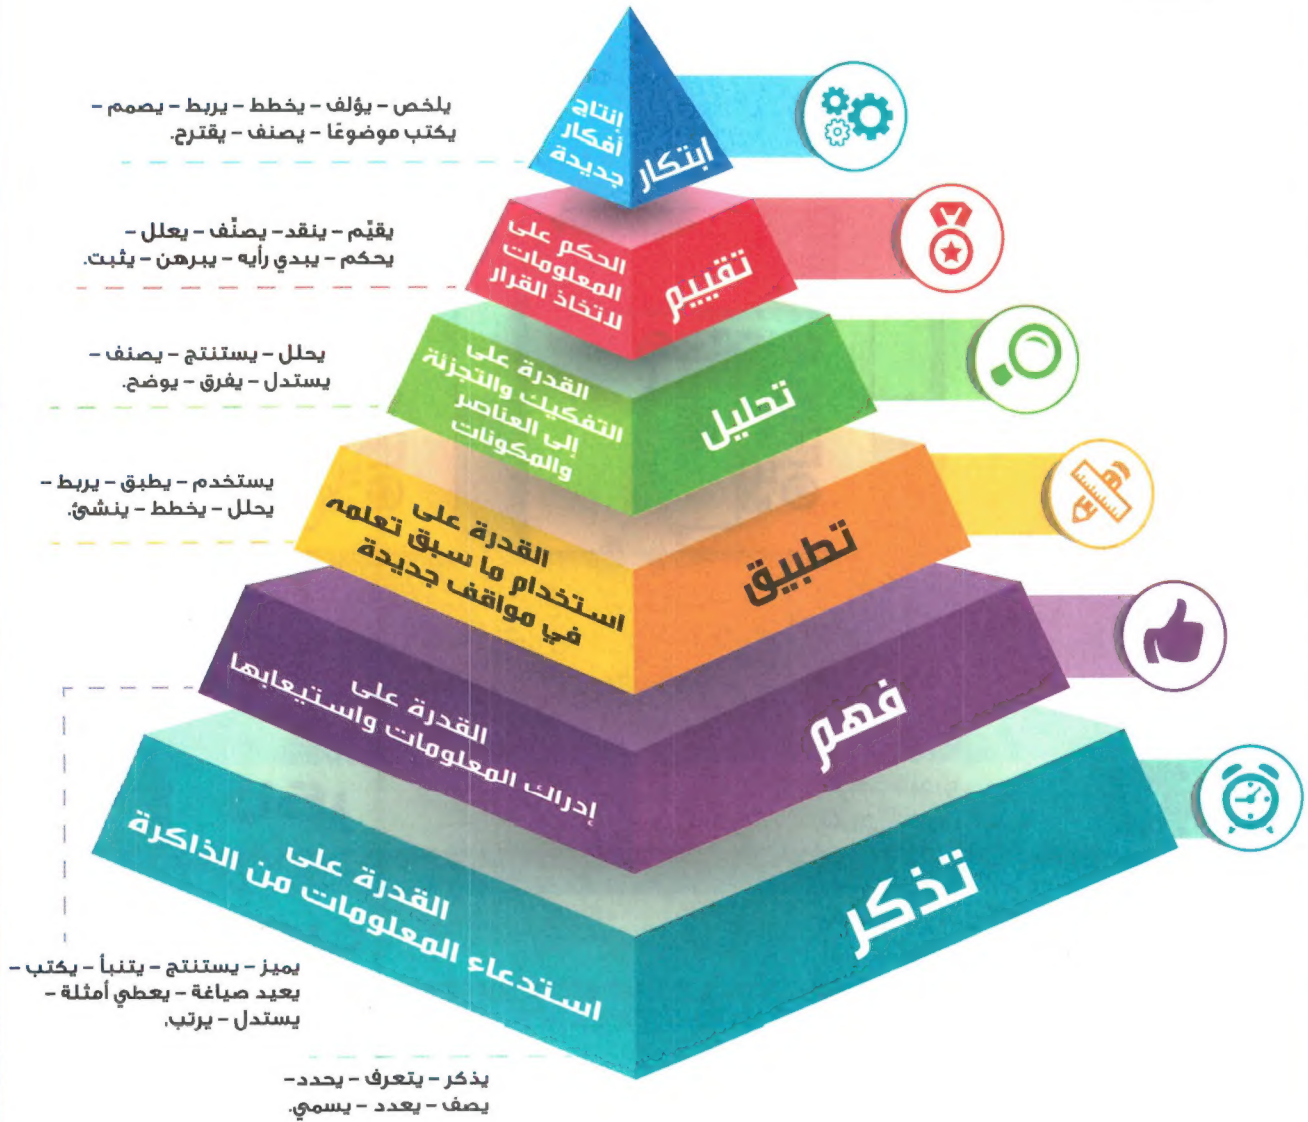 ابتكار
إنتاج
أفكار
جديدة
يلخص – يؤلف – يخطط – يربط – يصمم –
يكتب موضوعًا – يصنف – يقترح.
تقييم
الحكم على
المعلومات
لاتخاذ القرار
يقيّم – ينقد– يصنّف – يعلل –
يحكم – يبدي رأيه – يبرهن – يثبت.
تحليل
القدرة على
التفكيك والتجزئة
إلى العناصر
والمكونات
يحلل – يستنتج – يصنف –
يستدل – يفرق – يوضح.
تطبيق
القدرة على
استخدام ما سبق تعلمه
في مواقف جديدة
يستخدم – يطبق – يربط –
يحلل – يخطط – ينشئ.
فهم
القدرة على
إدراك المعلومات واستيعابها
يميز – يستنتج – يتنبأ – يكتب –
يعيد صياغة – يعطي أمثلة –
يستدل – يرتب.
تذكر
القدرة على
استدعاء المعلومات من الذاكرة
يذكر – يتعرف – يحدد–
يصف – يعدد – يسمي.